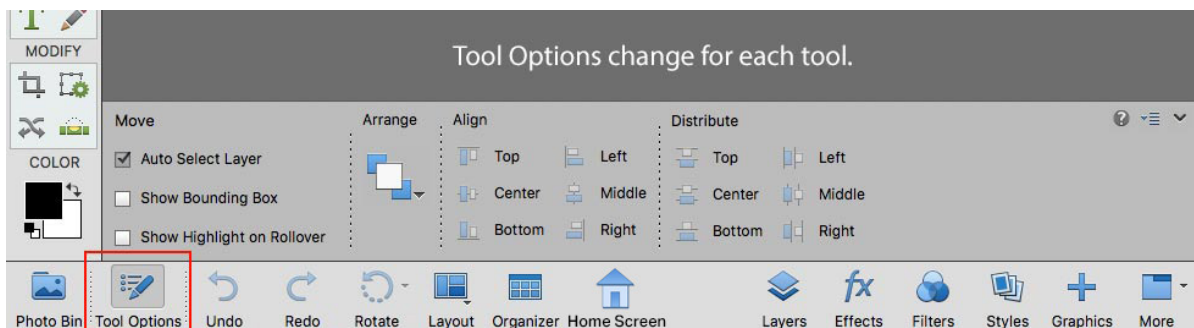 T
MODIFY
Tool Options change for each tool.
Move
Auto Select Layer
Show Bounding Box
Show Highlight on Rollover
Arrange
Align
Top
Left
Center
Middle
Bottom
Right
Distribute
Top
Left
Center
Middle
Bottom
Right
?
COLOR
Photo Bin
Tool Options
Undo
Redo
Rotate
Layout
Organizer
Home Screen
Layers
fx
Effects
Filters
Styles
Graphics
More